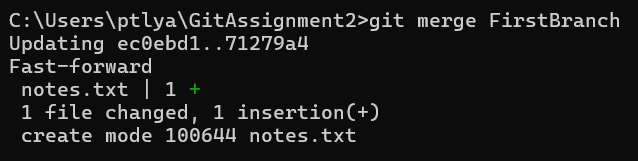 C:\Users\ptlya\GitAssignment2>git merge FirstBranch
Updating ec0ebd1..71279a4
Fast-forward
 notes.txt | 1 +
 1 file changed, 1 insertion(+)
 create mode 100644 notes.txt